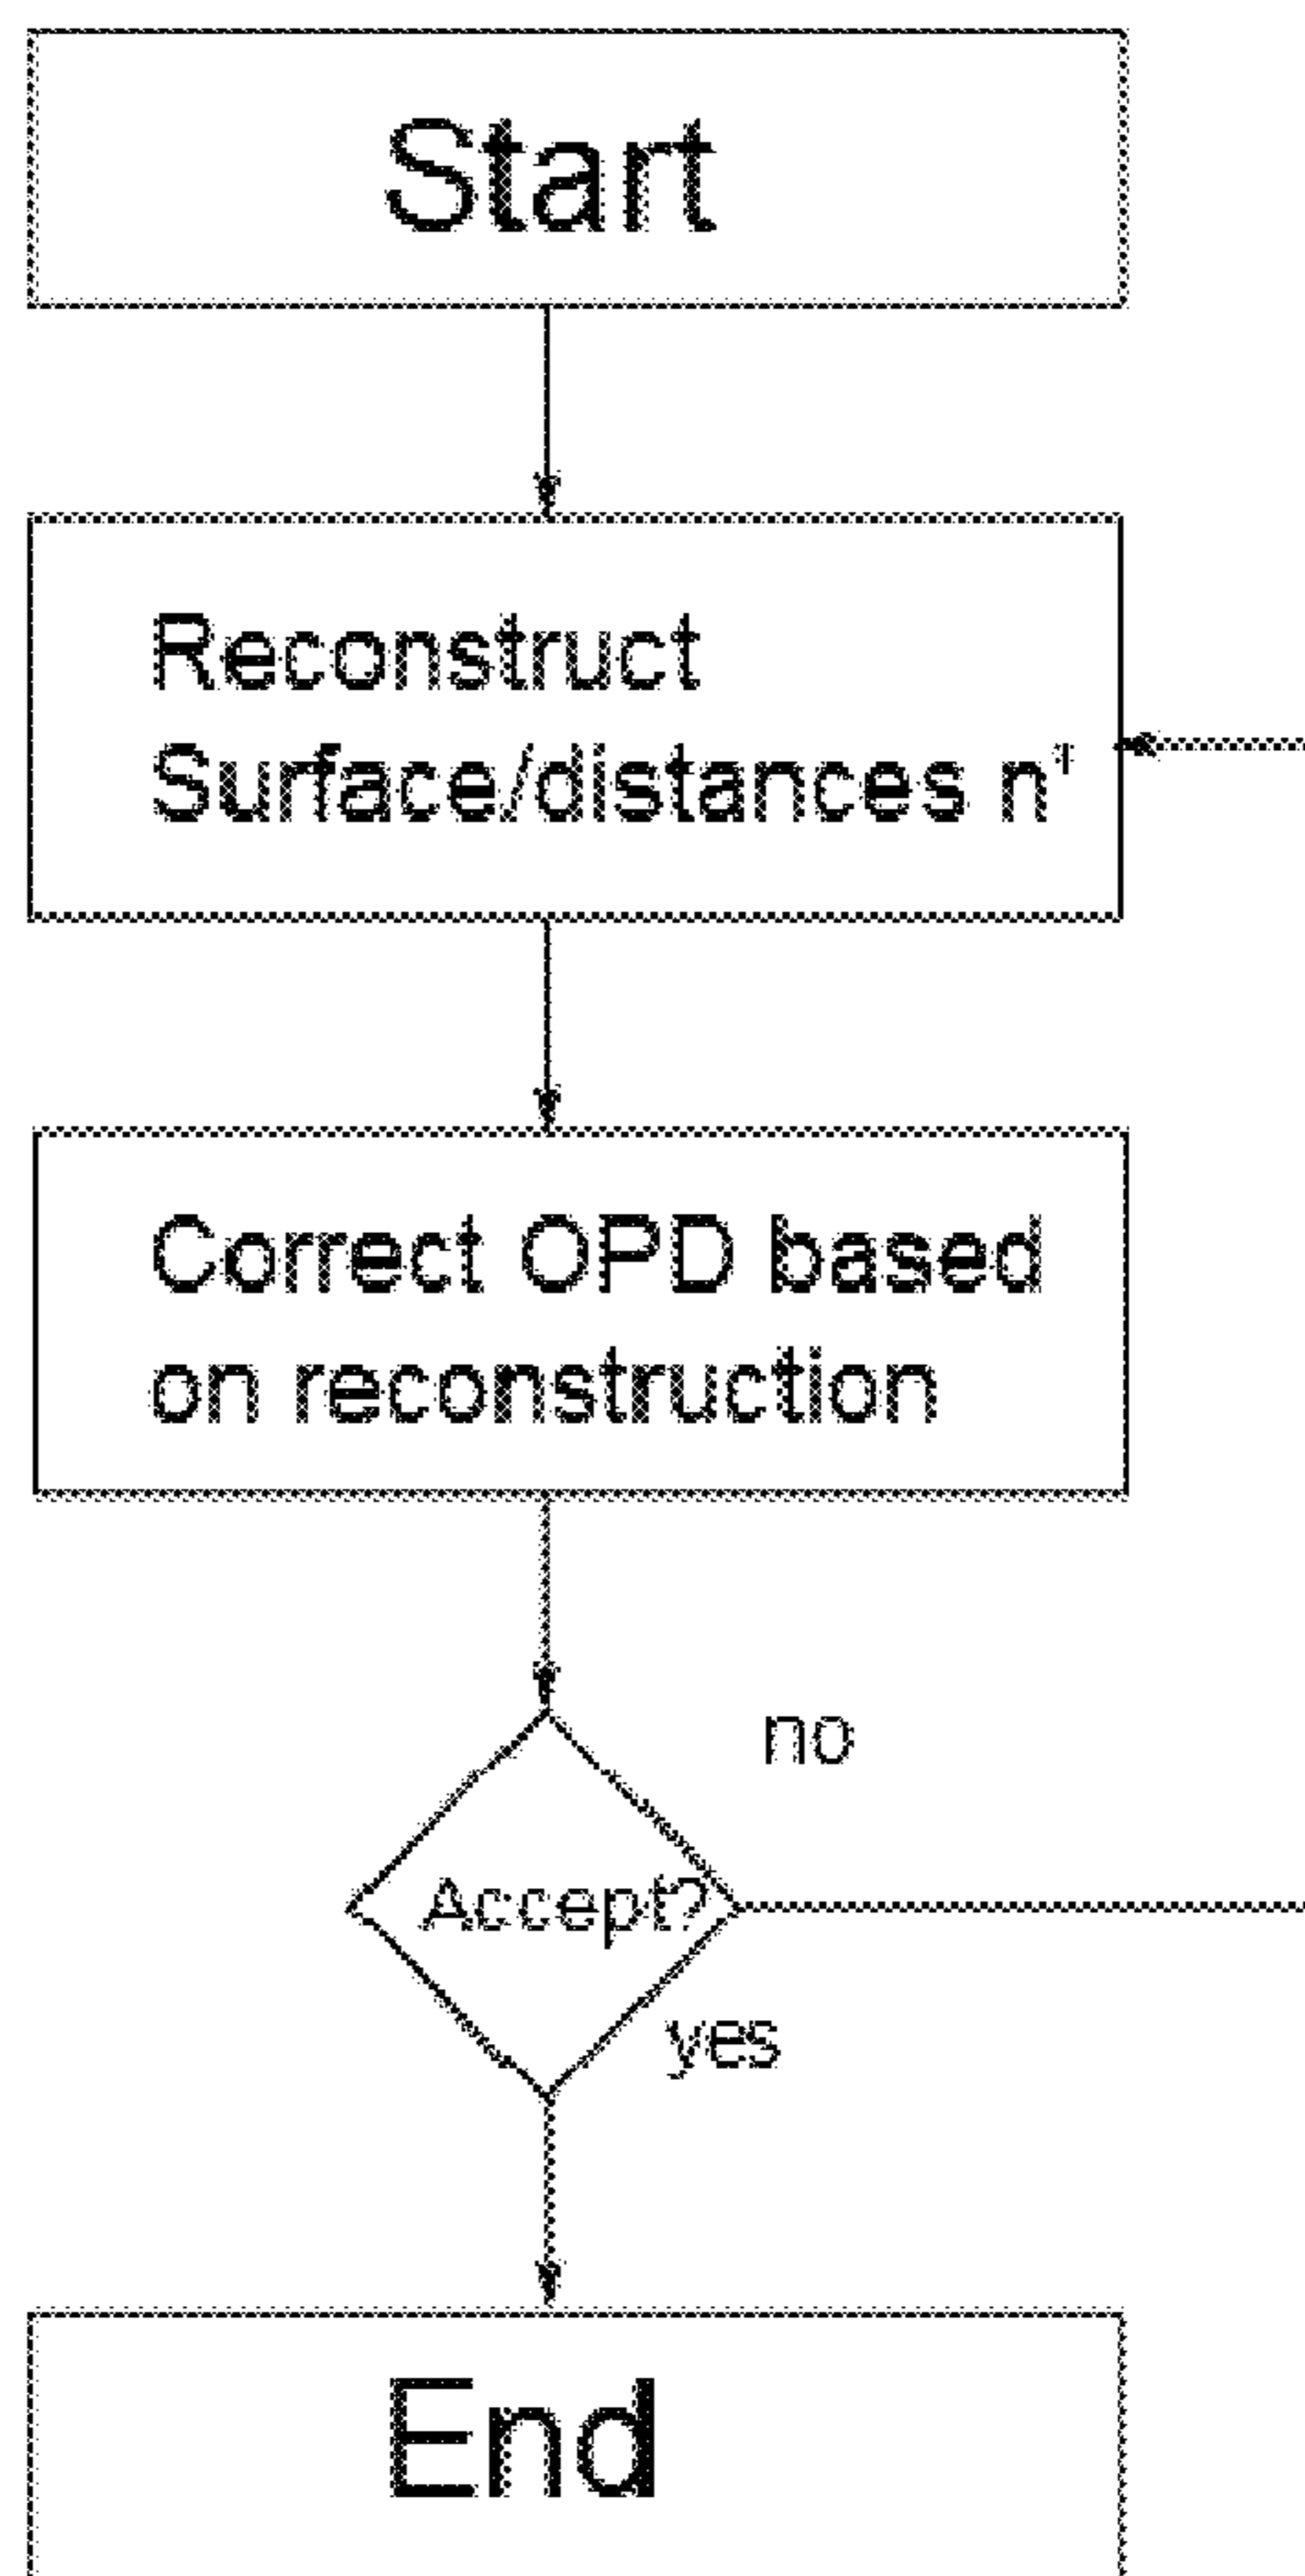 Start
Reconstruct
Surface/distances n'
Correct OPD based
on reconstruction
no
Accept?
yes
End